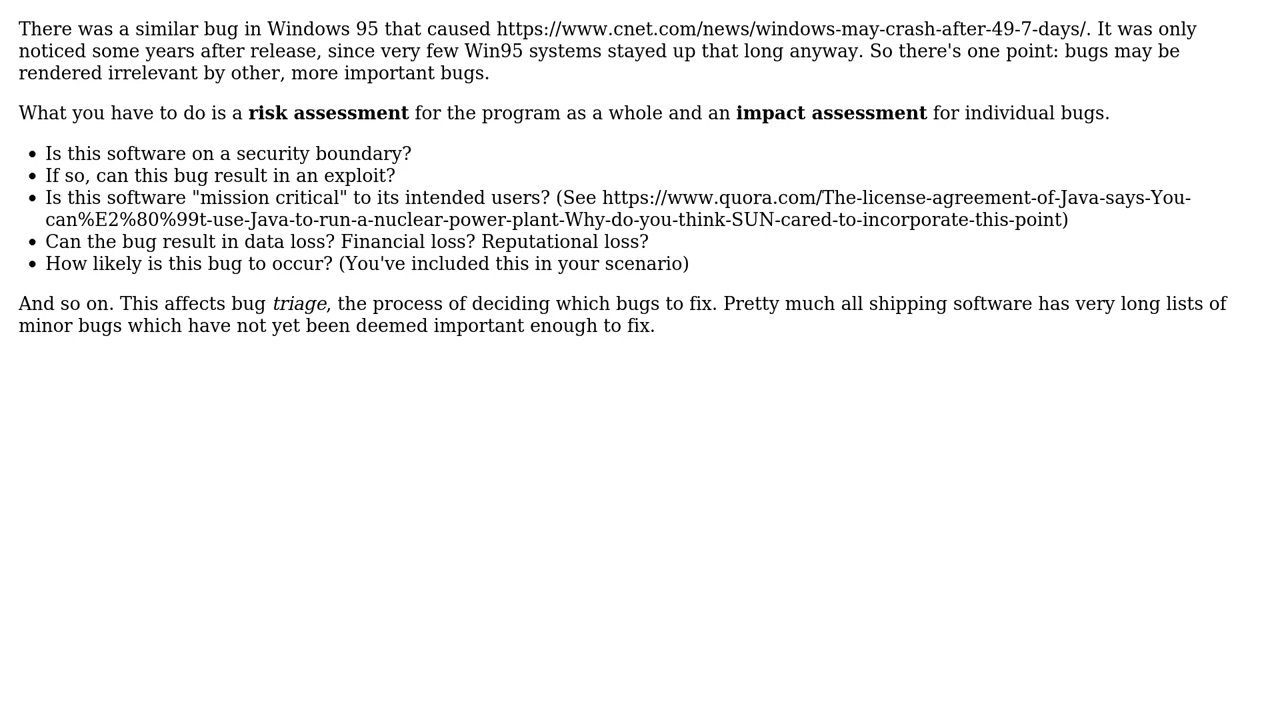 There was a similar bug in Windows 95 that caused https://www.cnet.com/news/windows-may-crash-after-49-7-days/. It was only
noticed some years after release, since very few Win95 systems stayed up that long anyway. So there's one point: bugs may be
rendered irrelevant by other, more important bugs.
What you have to do is a risk assessment for the program as a whole and an impact assessment for individual bugs.
• Is this software on a security boundary?
• If so, can this bug result in an exploit?
• Is this software "mission critical" to its intended users? (See https://www.quora.com/The-license-agreement-of-Java-says-You-
can%E2%80%99t-use-Java-to-run-a-nuclear-power-plant-Why-do-you-think-SUN-cared-to-incorporate-this-point)
• Can the bug result in data loss? Financial loss? Reputational loss?
• How likely is this bug to occur? (You've included this in your scenario)
And so on. This affects bug triage, the process of deciding which bugs to fix. Pretty much all shipping software has very long lists of
minor bugs which have not yet been deemed important enough to fix.